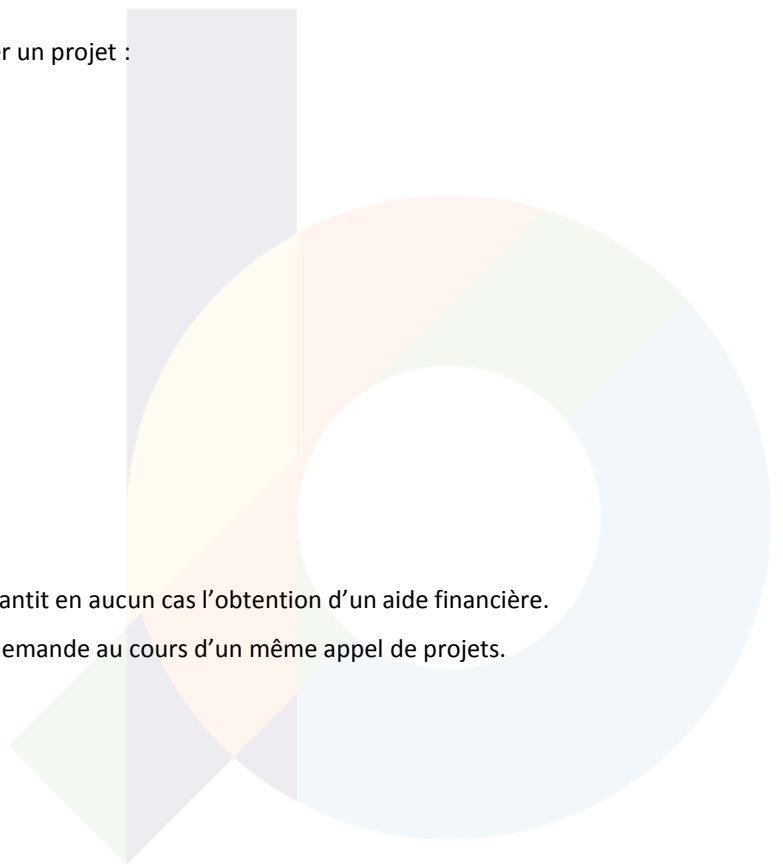 r un projet :
antit en aucun cas l’obtention d’un aide financière.
emande au cours d’un même appel de projets.